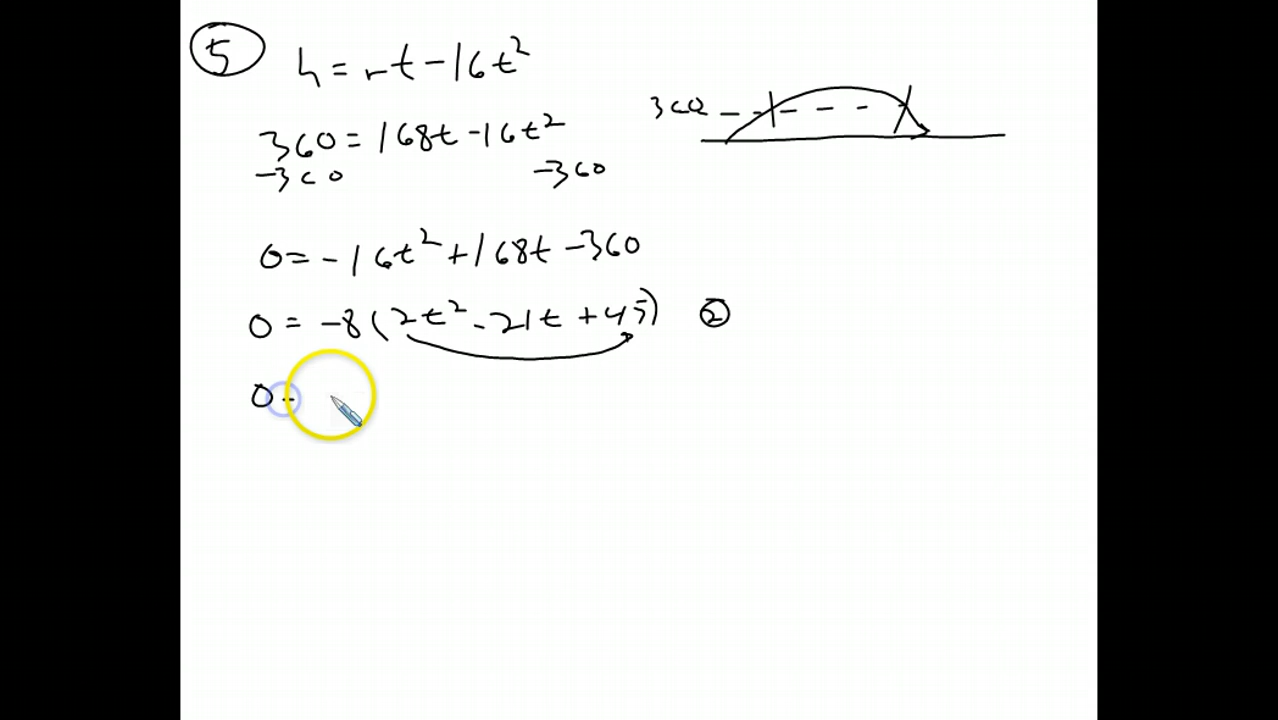 5 h = rt - 16t²
360
360 = 168t - 16t²
-360 -360
0 = -16t² + 168t - 360
0 = -8(2t² - 21t + 45) 2
0 -